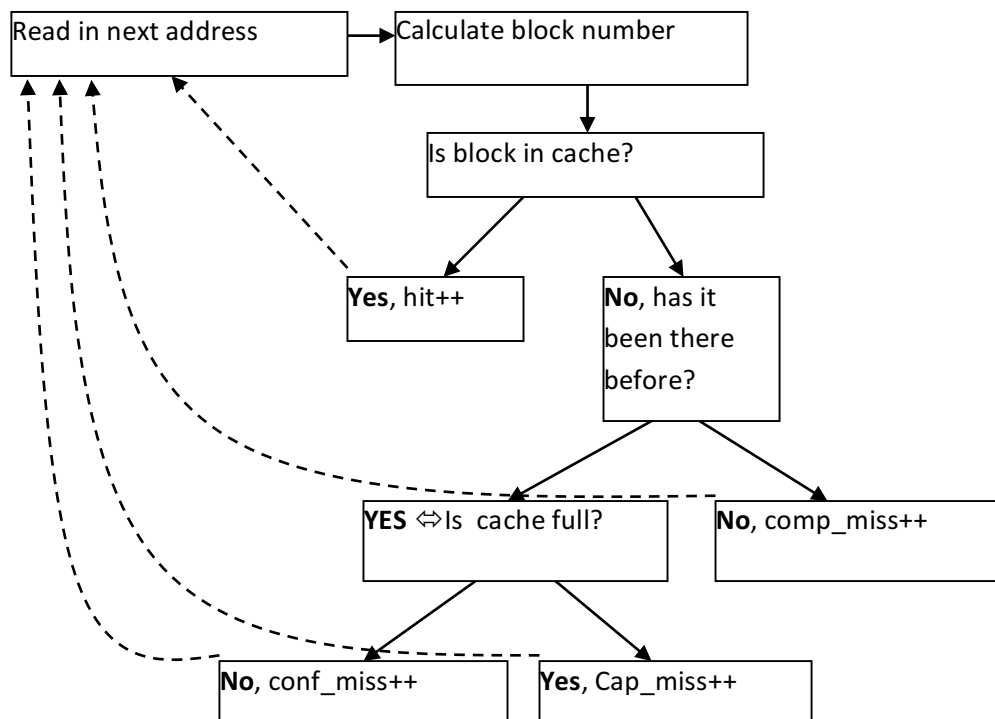 Read in next address
Calculate block number
Is block in cache?
Yes, hit++
No, has it
been there
before?
YES ⇔Is cache full?
No, comp_miss++
No, conf_miss++
Yes, Cap_miss++